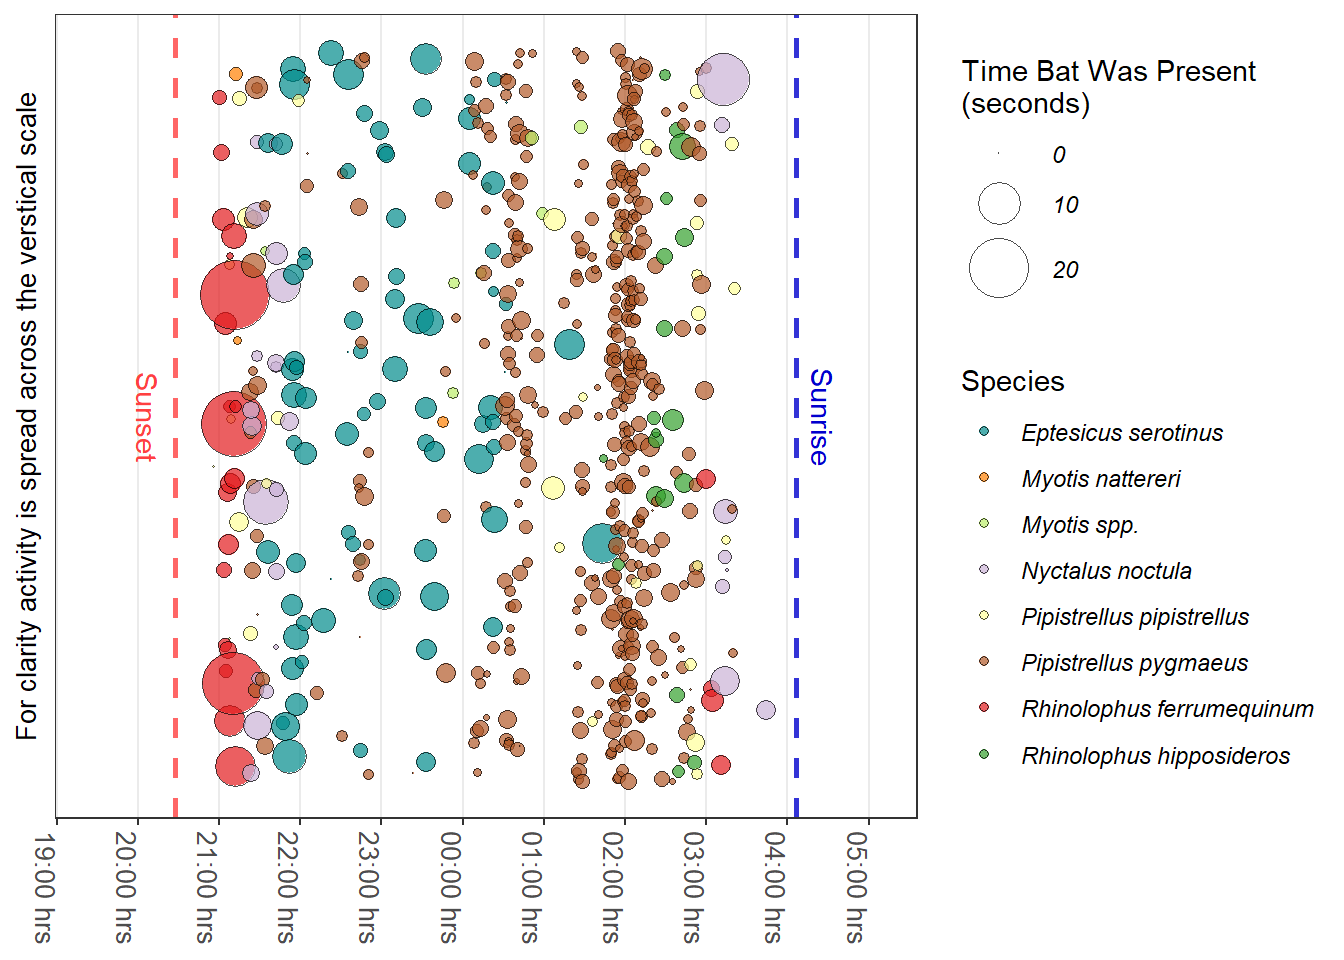 For clarity activity is spread across the verstical scale
Sunset
Sunrise
19:00 hrs
20:00 hrs
21:00 hrs
22:00 hrs
23:00 hrs
00:00 hrs
01:00 hrs
02:00 hrs
03:00 hrs
04:00 hrs
05:00 hrs
Time Bat Was Present
(seconds)
0
10
20
Species
Eptesicus serotinus
Myotis nattereri
Myotis spp.
Nyctalus noctula
Pipistrellus pipistrellus
Pipistrellus pygmaeus
Rhinolophus ferrumequinum
Rhinolophus hipposideros